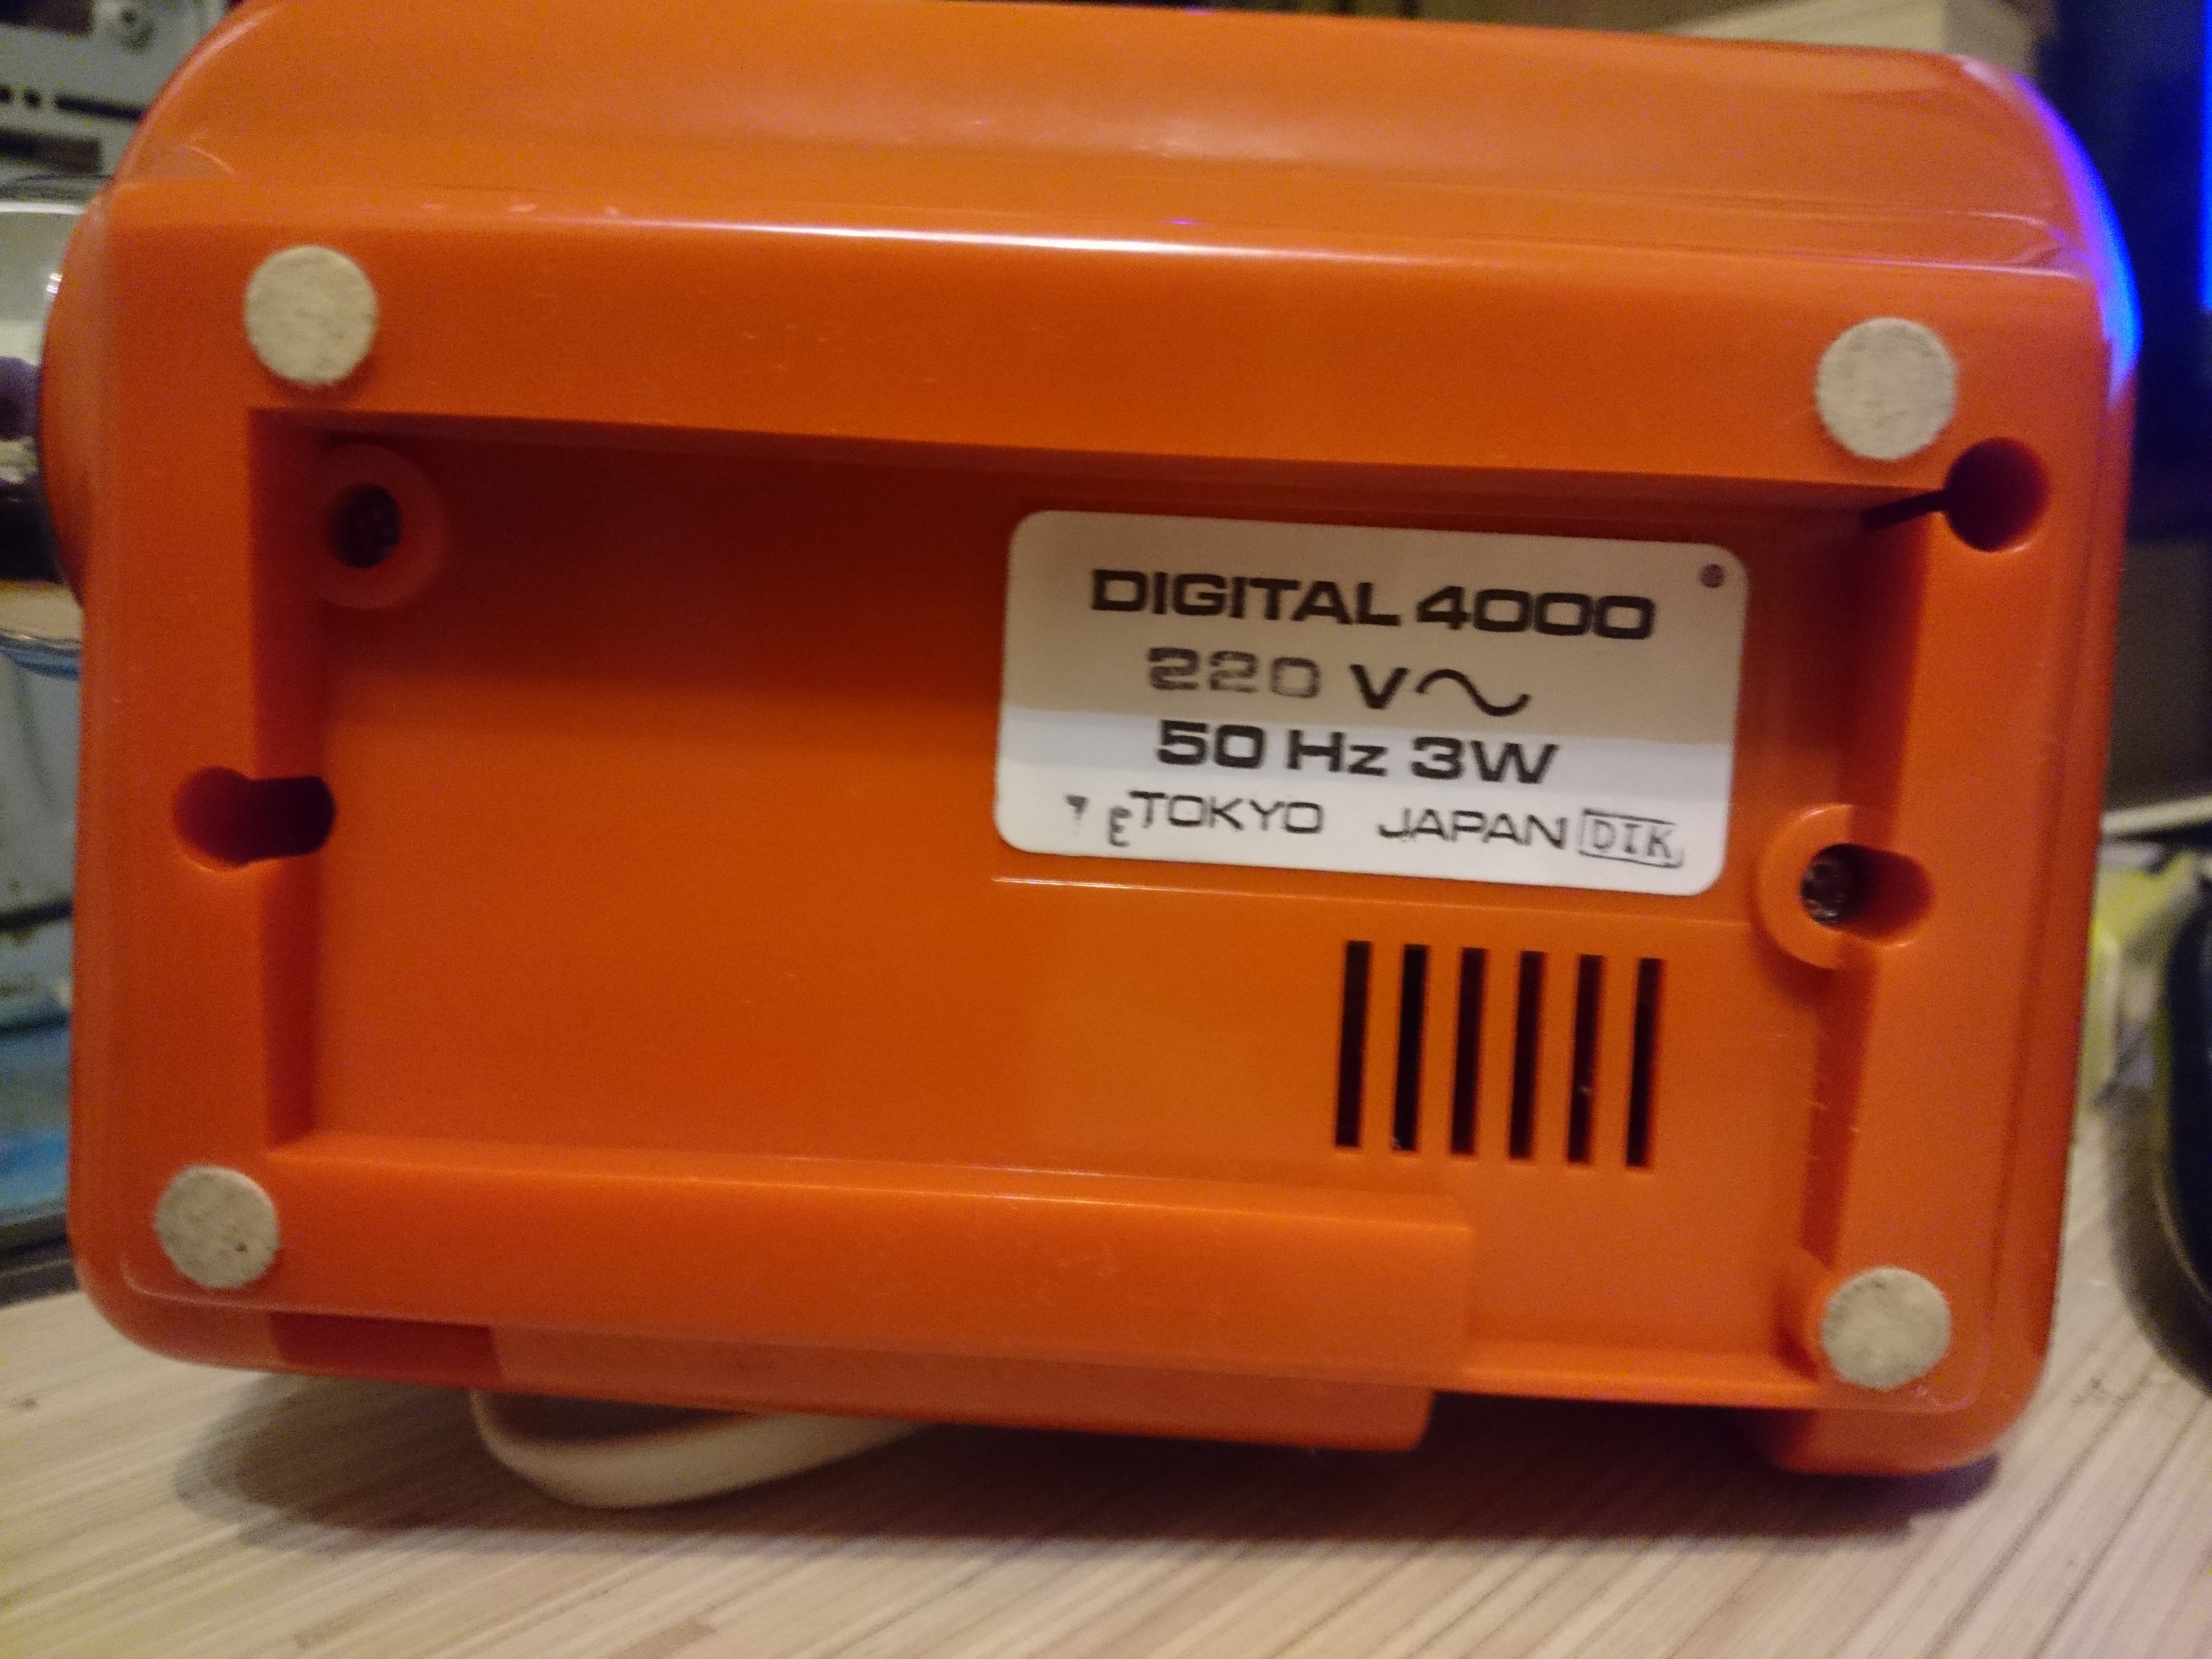 DIGITAL 4000
220 V~
50 Hz 3W
TOKYO JAPAN DIK